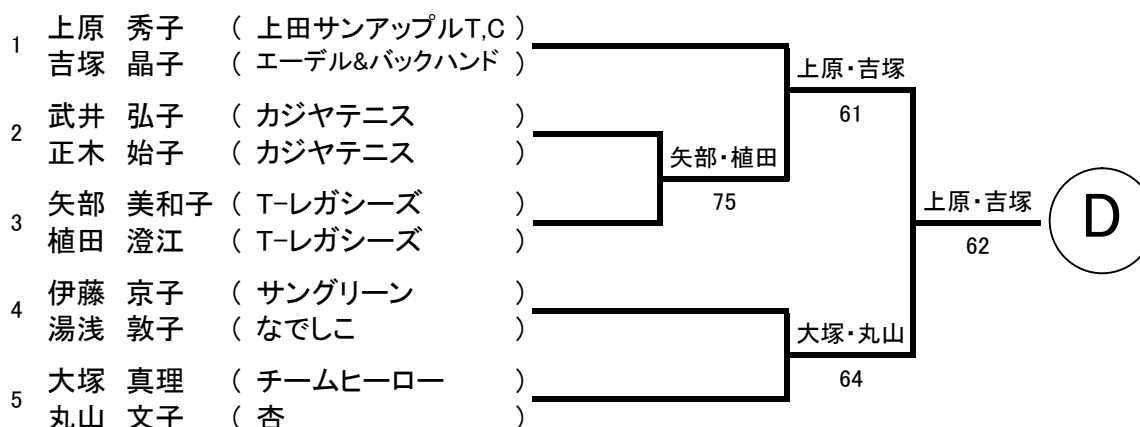 1 上原 秀子 ( 上田サンアップルT,C )
吉塚 晶子 ( エーデル&バックハンド )
2 武井 弘子 ( カジヤテニス )
正木 始子 ( カジヤテニス )
3 矢部 美和子 ( T-レガシーズ )
植田 澄江 ( T-レガシーズ )
4 伊藤 京子 ( サングリーン )
湯浅 敦子 ( なでしこ )
5 大塚 真理 ( チームヒーロー )
丸山 文子 ( 杏 )
矢部・植田
75
上原・吉塚
61
大塚・丸山
64
上原・吉塚
62
D